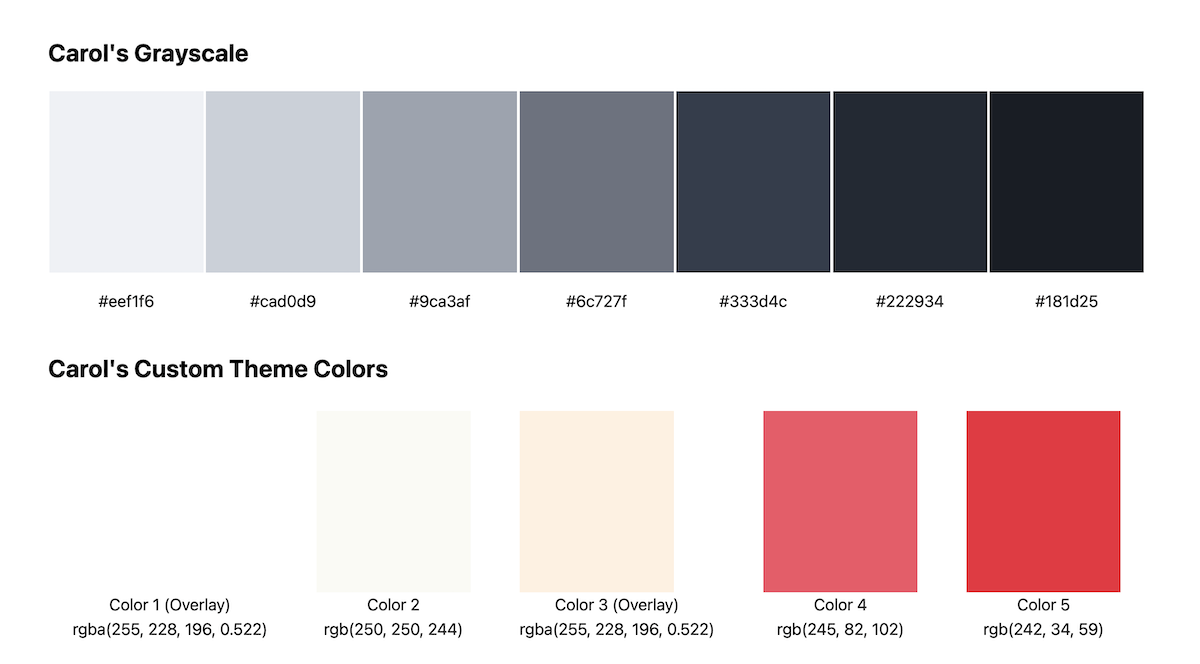 Carol's Grayscale
#eef1f6 #cad0d9 #9ca3af #6c727f #333d4c #222934 #181d25
Carol's Custom Theme Colors
Color 1 (Overlay) Color 2 Color 3 (Overlay) Color 4 Color 5
rgba(255, 228, 196, 0.522) rgb(250, 250, 244) rgba(255, 228, 196, 0.522) rgb(245, 82, 102) rgb(242, 34, 59)